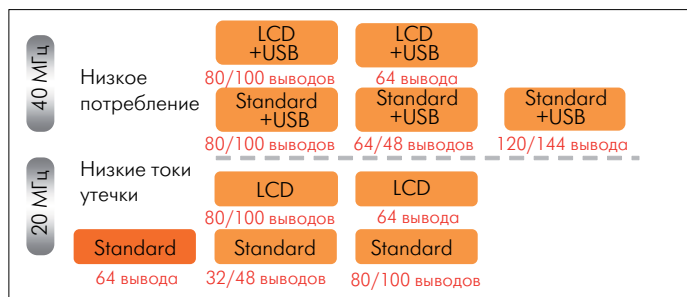 40 МГц
Низкое
потребление
LCD
+USB
LCD
+USB
80/100 выводов
64 вывода
Standard
+USB
Standard
+USB
Standard
+USB
80/100 выводов
64/48 выводов
120/144 вывода
20 МГц
Низкие токи
утечки
LCD
LCD
80/100 выводов
64 вывода
Standard
Standard
Standard
64 вывода
32/48 выводов
80/100 выводов